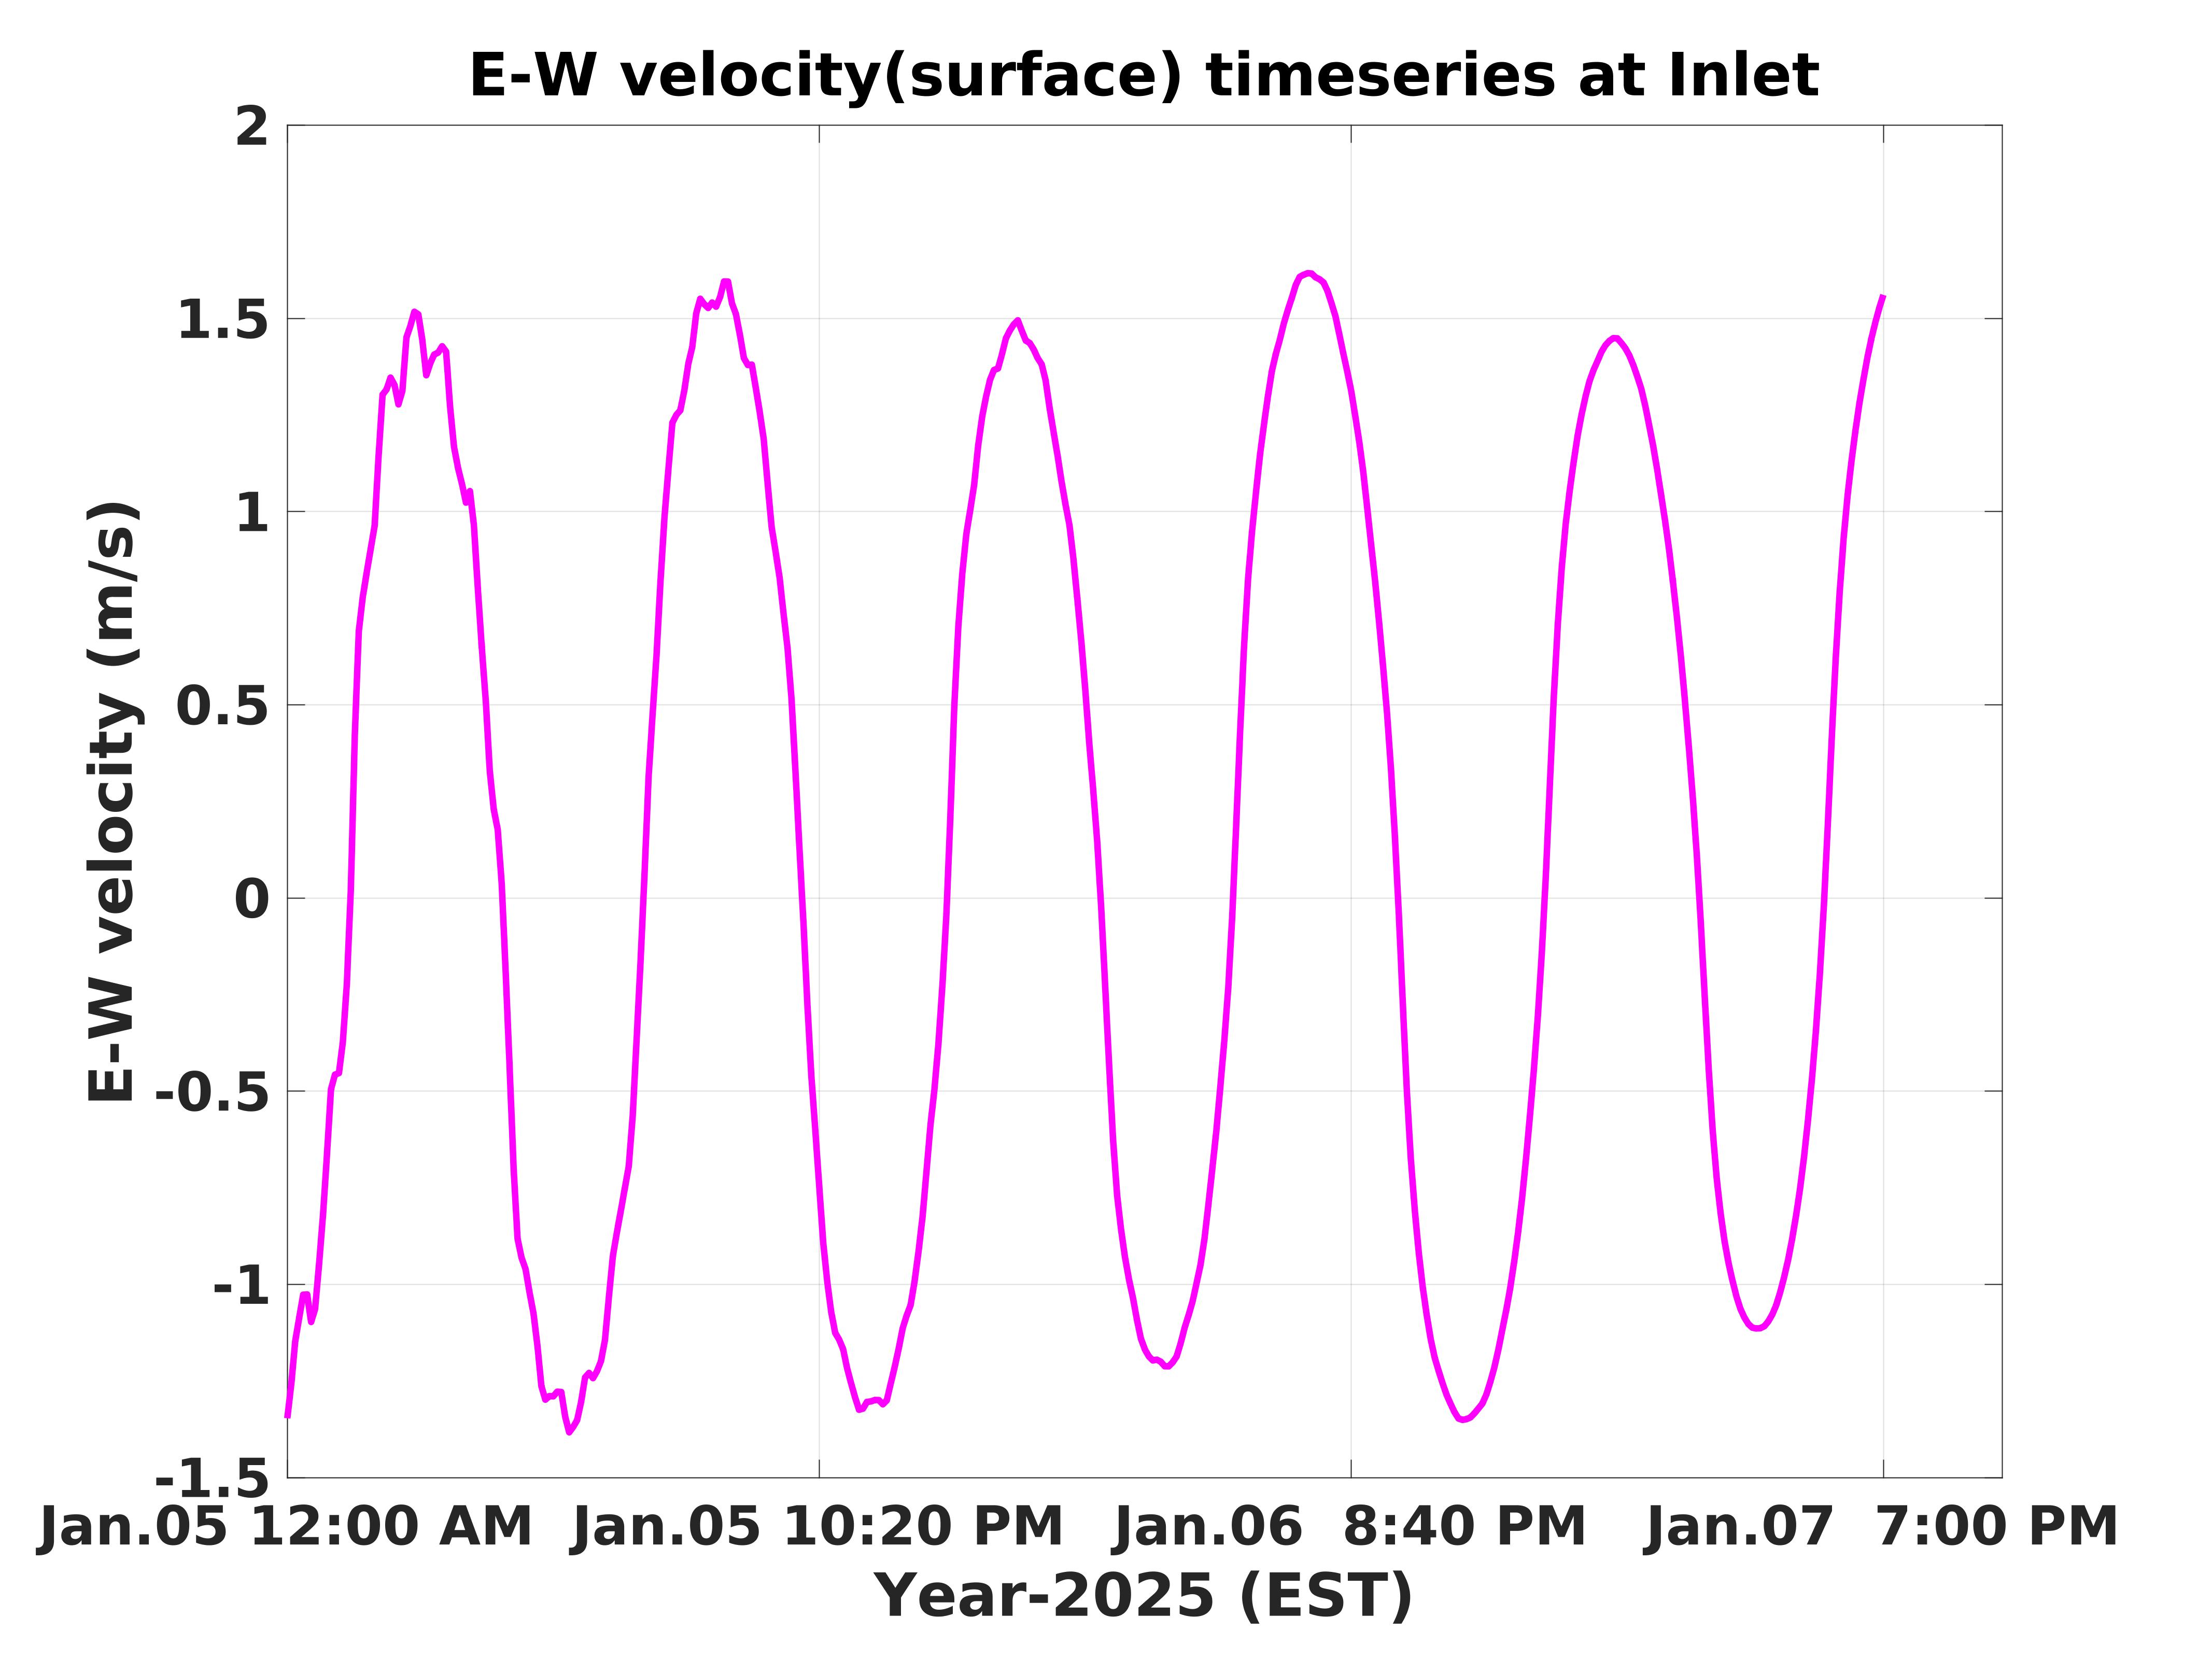 E-W velocity(surface) timeseries at Inlet
E-W velocity (m/s)
2
1.5
1
0.5
0
-0.5
-1
-1.5
Jan.05 12:00 AM Jan.05 10:20 PM Jan.06 8:40 PM Jan.07 7:00 PM
Year-2025 (EST)